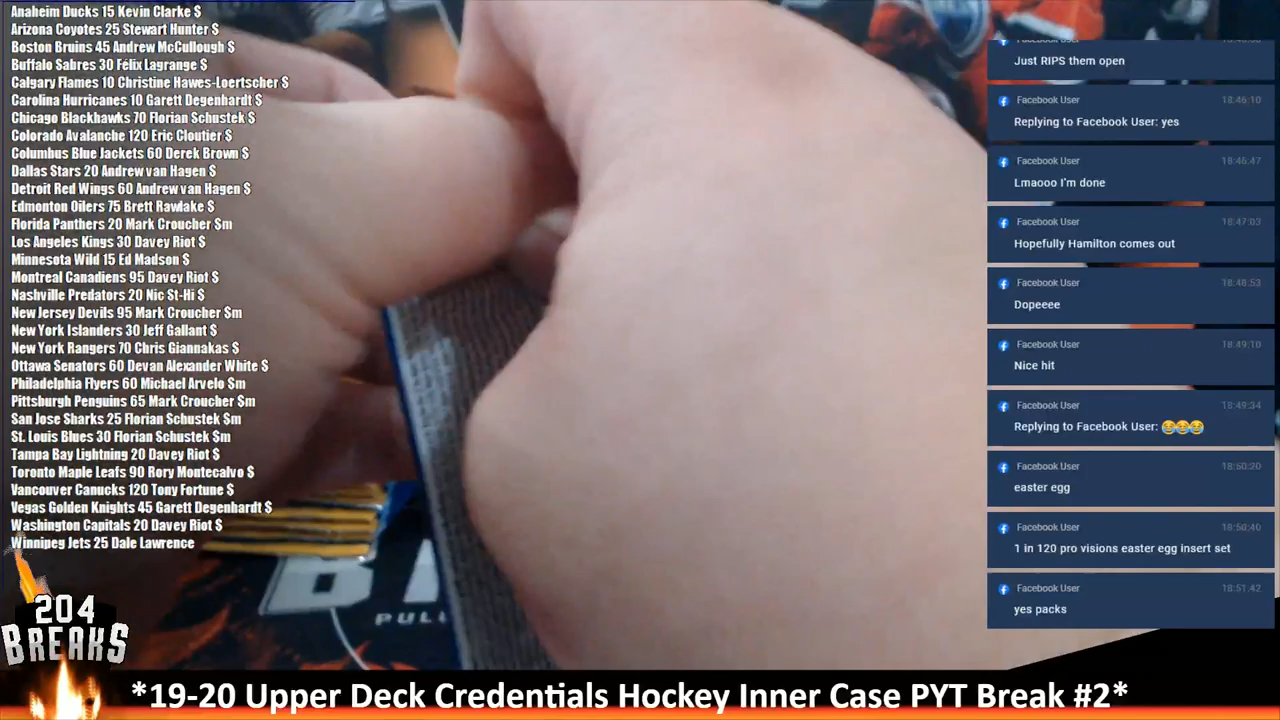 Anaheim Ducks 15 Kevin Clarke $
Arizona Coyotes 25 Stewart Hunter $
Boston Bruins 45 Andrew McCullough $
Buffalo Sabres 30 Félix Lagrange $
Calgary Flames 10 Christine Hawes-Loertscher $
Carolina Hurricanes 10 Garett Degenhardt $
Chicago Blackhawks 70 Florian Schustek $
Colorado Avalanche 120 Eric Cloutier $
Columbus Blue Jackets 60 Derek Brown $
Dallas Stars 20 Andrew van Hagen $
Detroit Red Wings 60 Andrew van Hagen $
Edmonton Oilers 75 Brett Rawlake $
Florida Panthers 20 Mark Croucher $m
Los Angeles Kings 30 Davey Riot $
Minnesota Wild 15 Ed Madson $
Montreal Canadiens 95 Davey Riot $
Nashville Predators 20 Nic St-Hi $
New Jersey Devils 95 Mark Croucher $m
New York Islanders 30 Jeff Gallant $
New York Rangers 70 Chris Giannakas $
Ottawa Senators 60 Devan Alexander White $
Philadelphia Flyers 60 Michael Arvelo $m
Pittsburgh Penguins 65 Mark Croucher $m
San Jose Sharks 25 Florian Schustek $m
St. Louis Blues 30 Florian Schustek $m
Tampa Bay Lightning 20 Davey Riot $
Toronto Maple Leafs 90 Rory Montecalvo $
Vancouver Canucks 120 Tony Fortune $
Vegas Golden Knights 45 Garett Degenhardt $
Washington Capitals 20 Davey Riot $
Winnipeg Jets 25 Dale Lawrence
204
BREAKS
PULL
Facebook User
Just RIPS them open
Facebook User 18:46:10
Replying to Facebook User: yes
Facebook User 18:46:47
Lmaooo I'm done
Facebook User 18:47:03
Hopefully Hamilton comes out
Facebook User 18:48:53
Dopeeee
Facebook User 18:49:10
Nice hit
Facebook User 18:49:34
Replying to Facebook User: 😂😂😂
Facebook User 18:50:20
easter egg
Facebook User 18:50:40
1 in 120 pro visions easter egg insert set
Facebook User 18:51:42
yes packs
*19-20 Upper Deck Credentials Hockey Inner Case PYT Break #2*